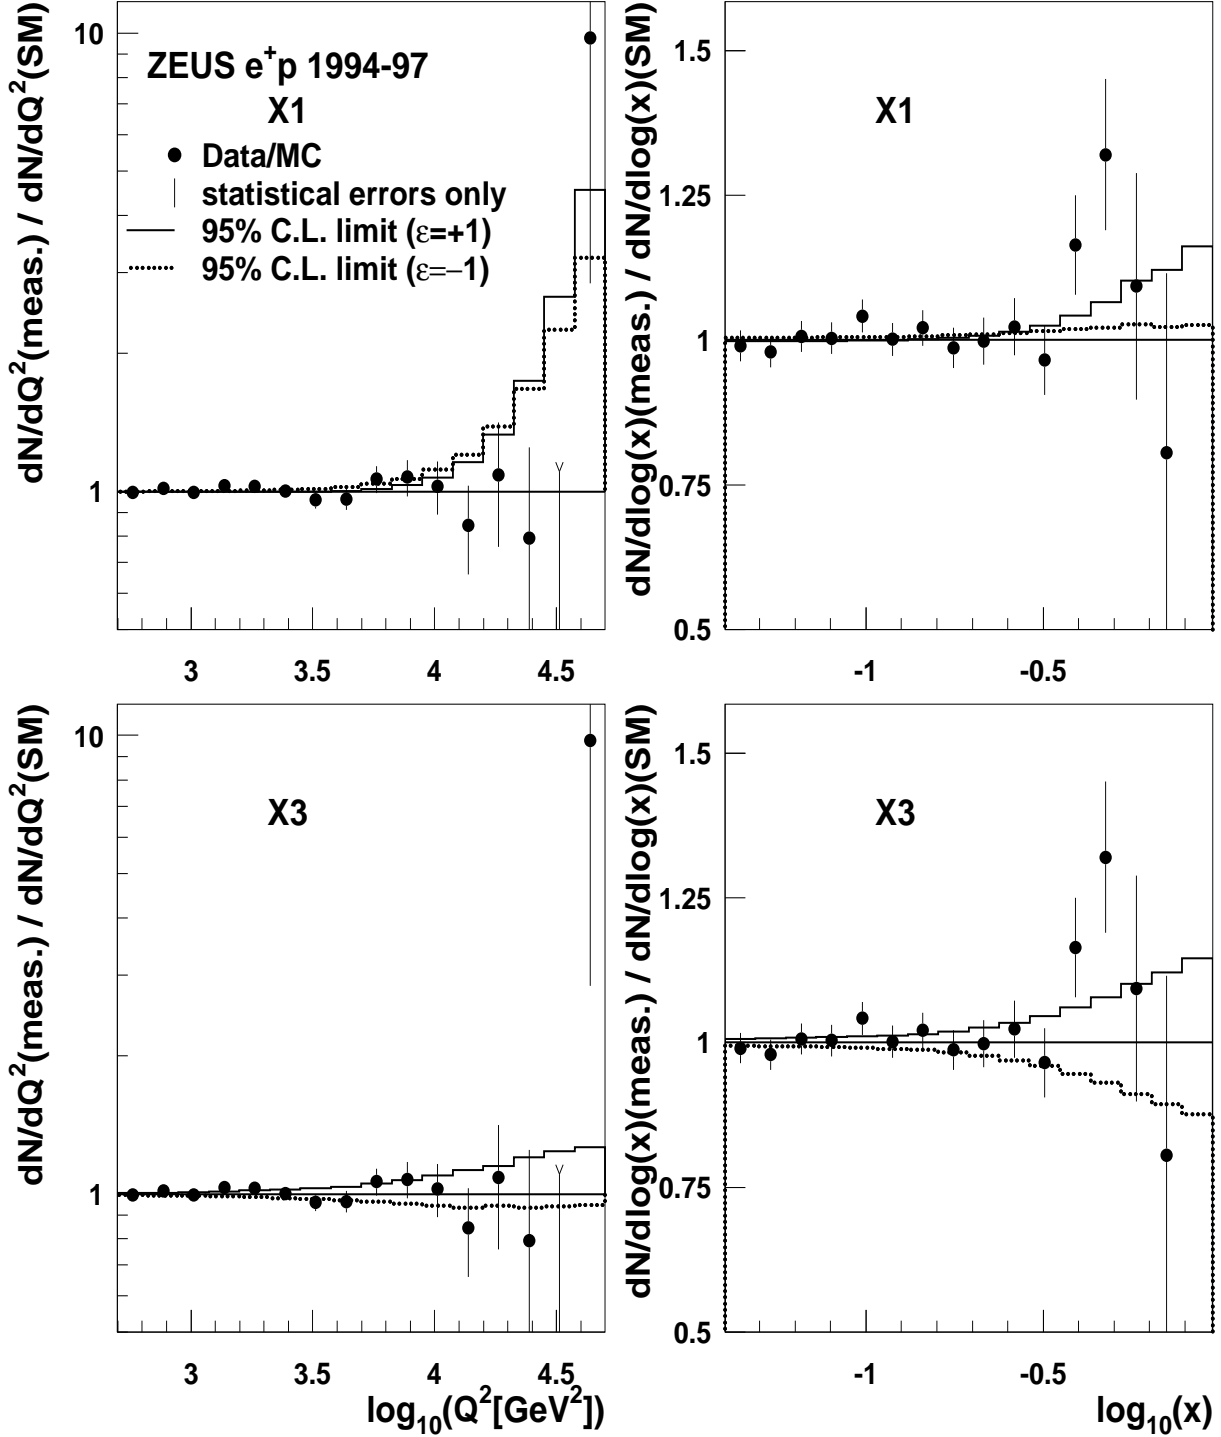 dN/dQ²(meas.) / dN/dQ²(SM)
10
1
ZEUS e⁺p 1994-97
X1
Data/MC
statistical errors only
95% C.L. limit (ε=+1)
95% C.L. limit (ε=−1)
3
3.5
4
4.5
dN/dlog(x)(meas.) / dN/dlog(x)(SM)
1.5
1.25
1
0.75
0.5
X1
-1
-0.5
dN/dQ²(meas.) / dN/dQ²(SM)
10
1
X3
3
3.5
4
4.5
log₁₀(Q²[GeV²])
dN/dlog(x)(meas.) / dN/dlog(x)(SM)
1.5
1.25
1
0.75
0.5
X3
-1
-0.5
log₁₀(x)